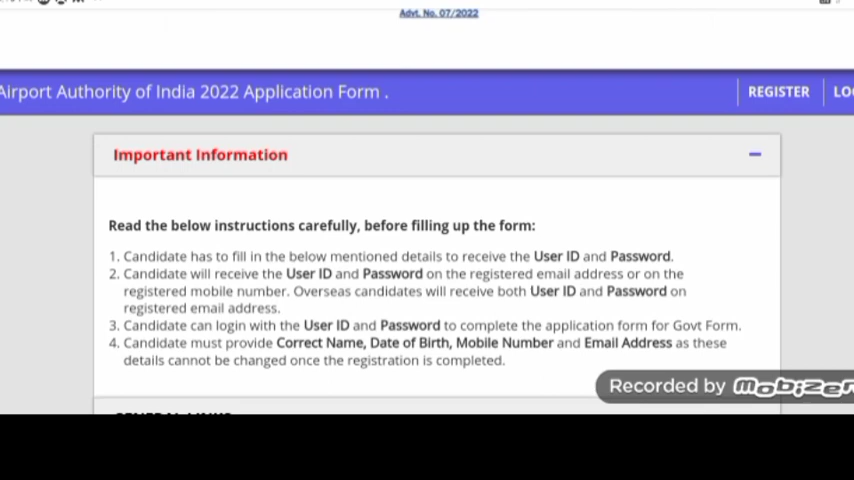 Advt. No. 07/2022
Airport Authority of India 2022 Application Form .
REGISTER
Important Information
Read the below instructions carefully, before filling up the form:
1. Candidate has to fill in the below mentioned details to receive the User ID and Password.
2. Candidate will receive the User ID and Password on the registered email address or on the
registered mobile number. Overseas candidates will receive both User ID and Password on
registered email address.
3. Candidate can login with the User ID and Password to complete the application form for Govt Form.
4. Candidate must provide Correct Name, Date of Birth, Mobile Number and Email Address as these
details cannot be changed once the registration is completed.
Recorded by